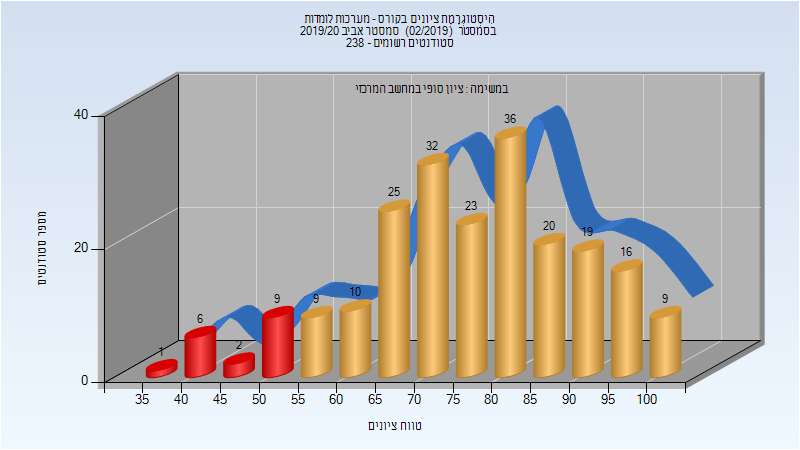 היסטוגרמת ציונים בקורס - מערכות לומדות
בסמסטר (02/2019) סמסטר אביב 2019/20
סטודנטים רשומים - 238
במשימה : ציון סופי במחשב המרכזי
מספר סטודנטים
40
20
0
1
6
2
9
9
10
25
32
23
36
20
19
16
9
35 40 45 50 55 60 65 70 75 80 85 90 95 100
טווח ציונים